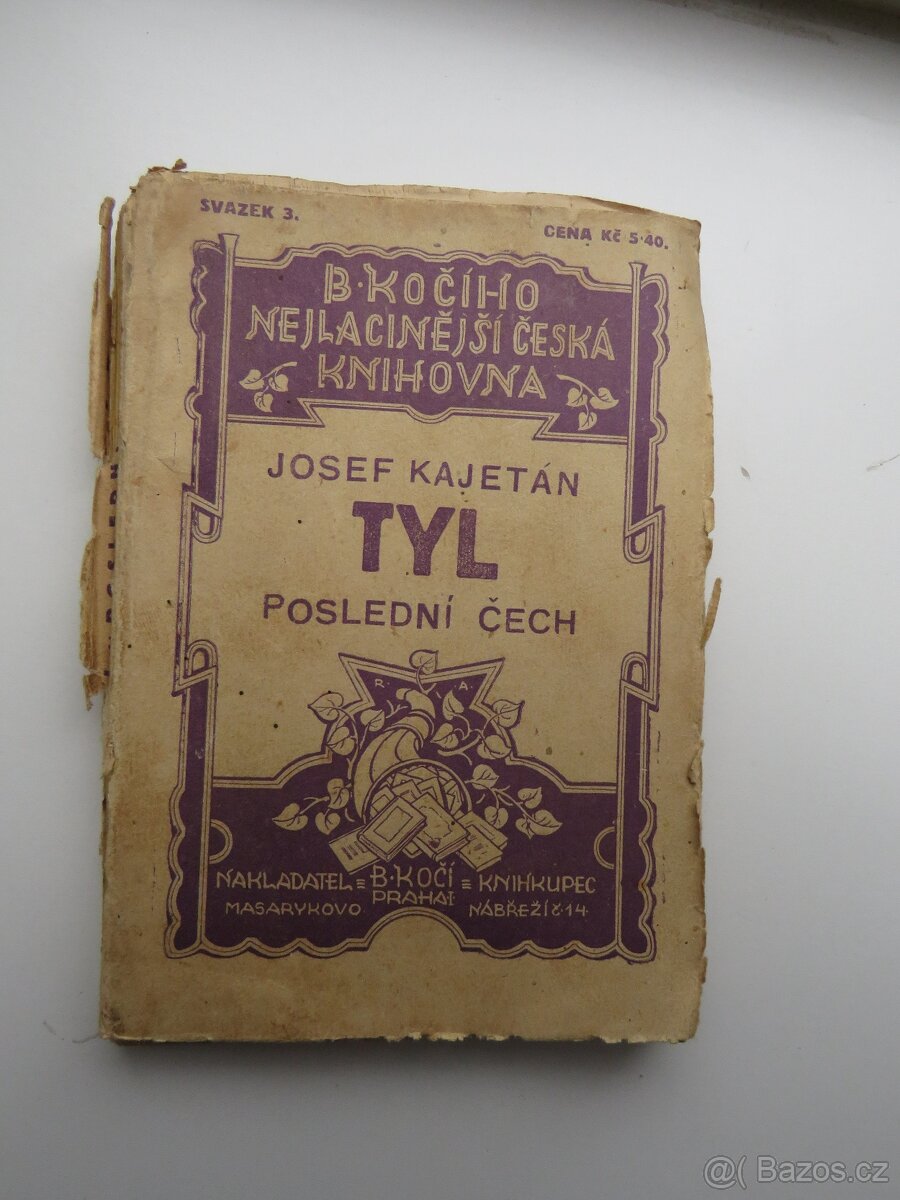 SVAZEK 3.
CENA Kč 5·40.
B·KOČÍHO
NEJLACINĚJŠÍ ČESKÁ
KNIHOVNA
JOSEF KAJETÁN
TYL
POSLEDNÍ ČECH
R. A.
NAKLADATEL = B·KOČÍ = KNIHKUPEC
MASARYKOVO PRAHA I NÁBŘEŽÍ č·14·
@( Bazos.cz